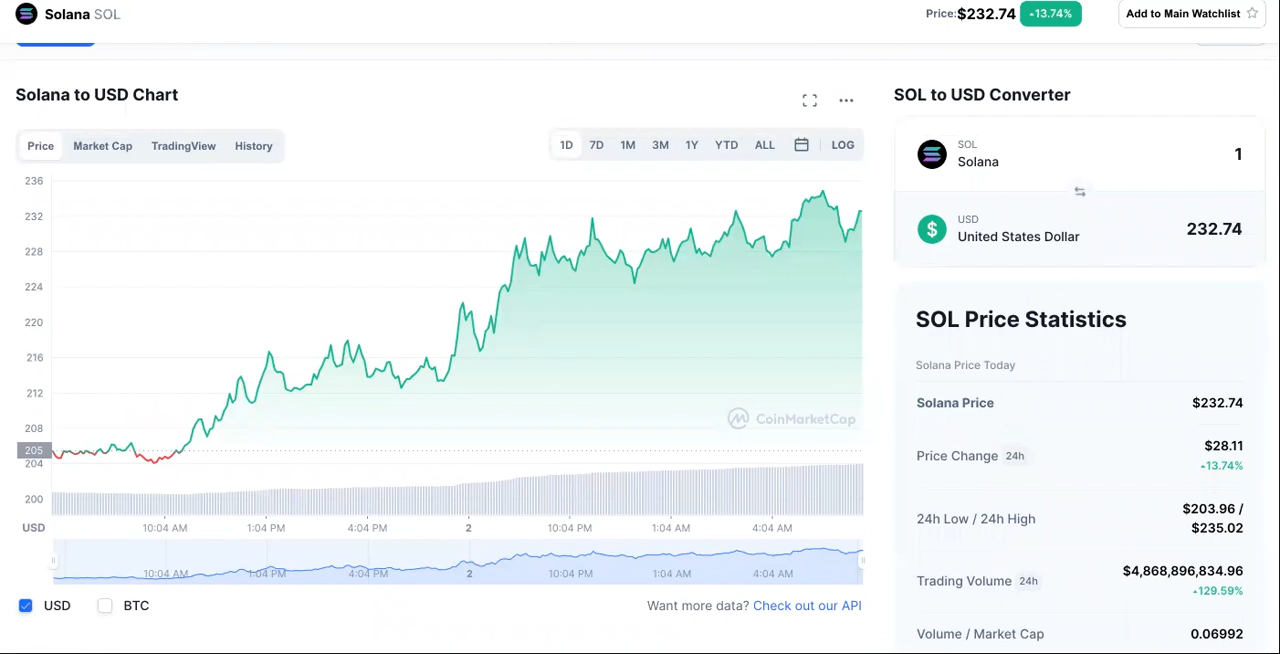 Solana SOL
Price:$232.74 13.74%
Add to Main Watchlist
Solana to USD Chart
Price Market Cap TradingView History
1D 7D 1M 3M 1Y YTD ALL LOG
236
232
228
224
220
216
212
208
205
204
200
CoinMarketCap
USD 10:04 AM 1:04 PM 4:04 PM 2 10:04 PM 1:04 AM 4:04 AM
10:04 AM 1:04 PM 4:04 PM 2 10:04 PM 1:04 AM 4:04 AM
USD BTC
Want more data? Check out our API
SOL to USD Converter
SOL
Solana 1
USD
United States Dollar 232.74
SOL Price Statistics
Solana Price Today
Solana Price $232.74
Price Change 24h $28.11
13.74%
24h Low / 24h High $203.96 /
$235.02
Trading Volume 24h $4,868,896,834.96
129.59%
Volume / Market Cap 0.06992